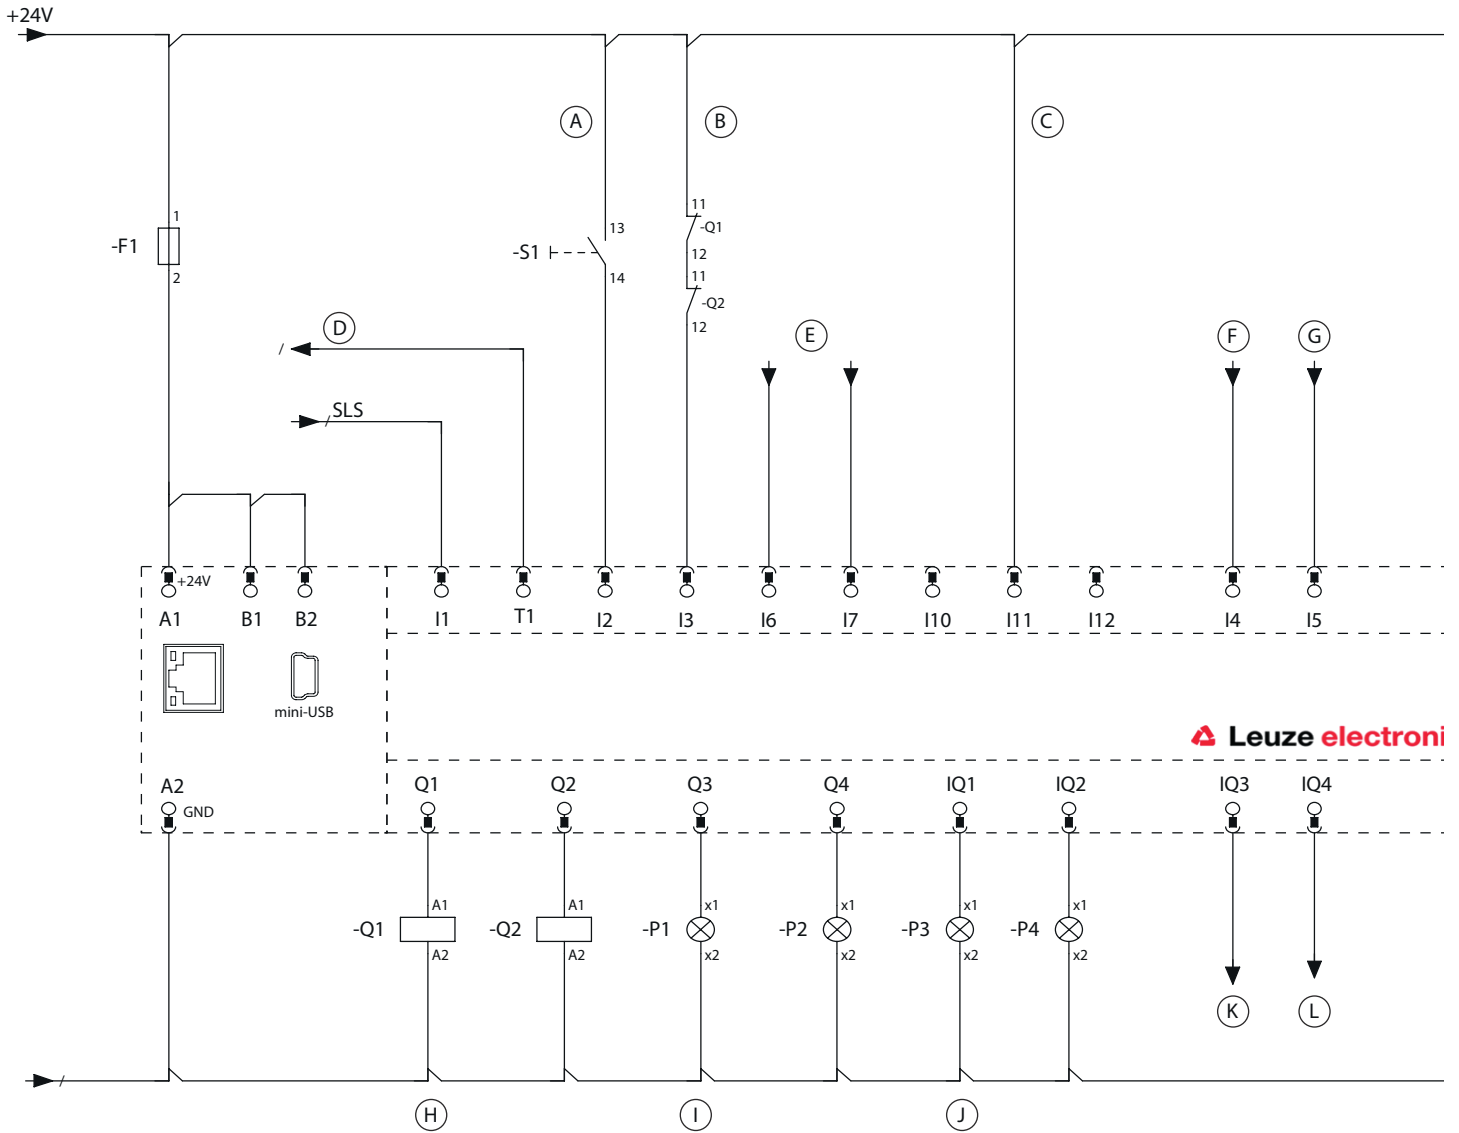 +24V
A
B
C
1
-F1
2
13
-S1
14
11
-Q1
12
11
-Q2
12
D
SLS
E
F
G
+24V
A1
B1
B2
I1
T1
I2
I3
I6
I7
I10
I11
I12
I4
I5
mini-USB
Leuze electroni
A2
GND
Q1
Q2
Q3
Q4
IQ1
IQ2
IQ3
IQ4
A1
-Q1
A2
A1
-Q2
A2
x1
-P1
x2
x1
-P2
x2
x1
-P3
x2
x1
-P4
x2
K
L
H
I
J